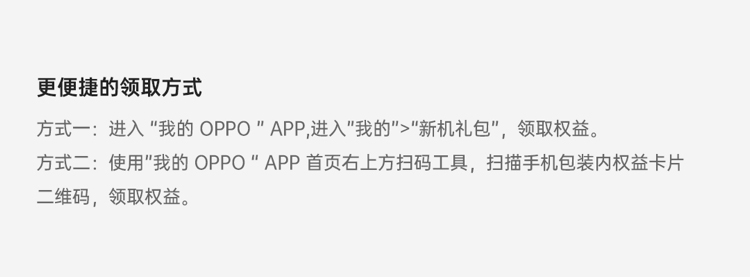 更便捷的领取方式
方式一：进入 “我的 OPPO ” APP,进入”我的”>“新机礼包”，领取权益。
方式二：使用”我的 OPPO “ APP 首页右上方扫码工具，扫描手机包装内权益卡片
二维码，领取权益。